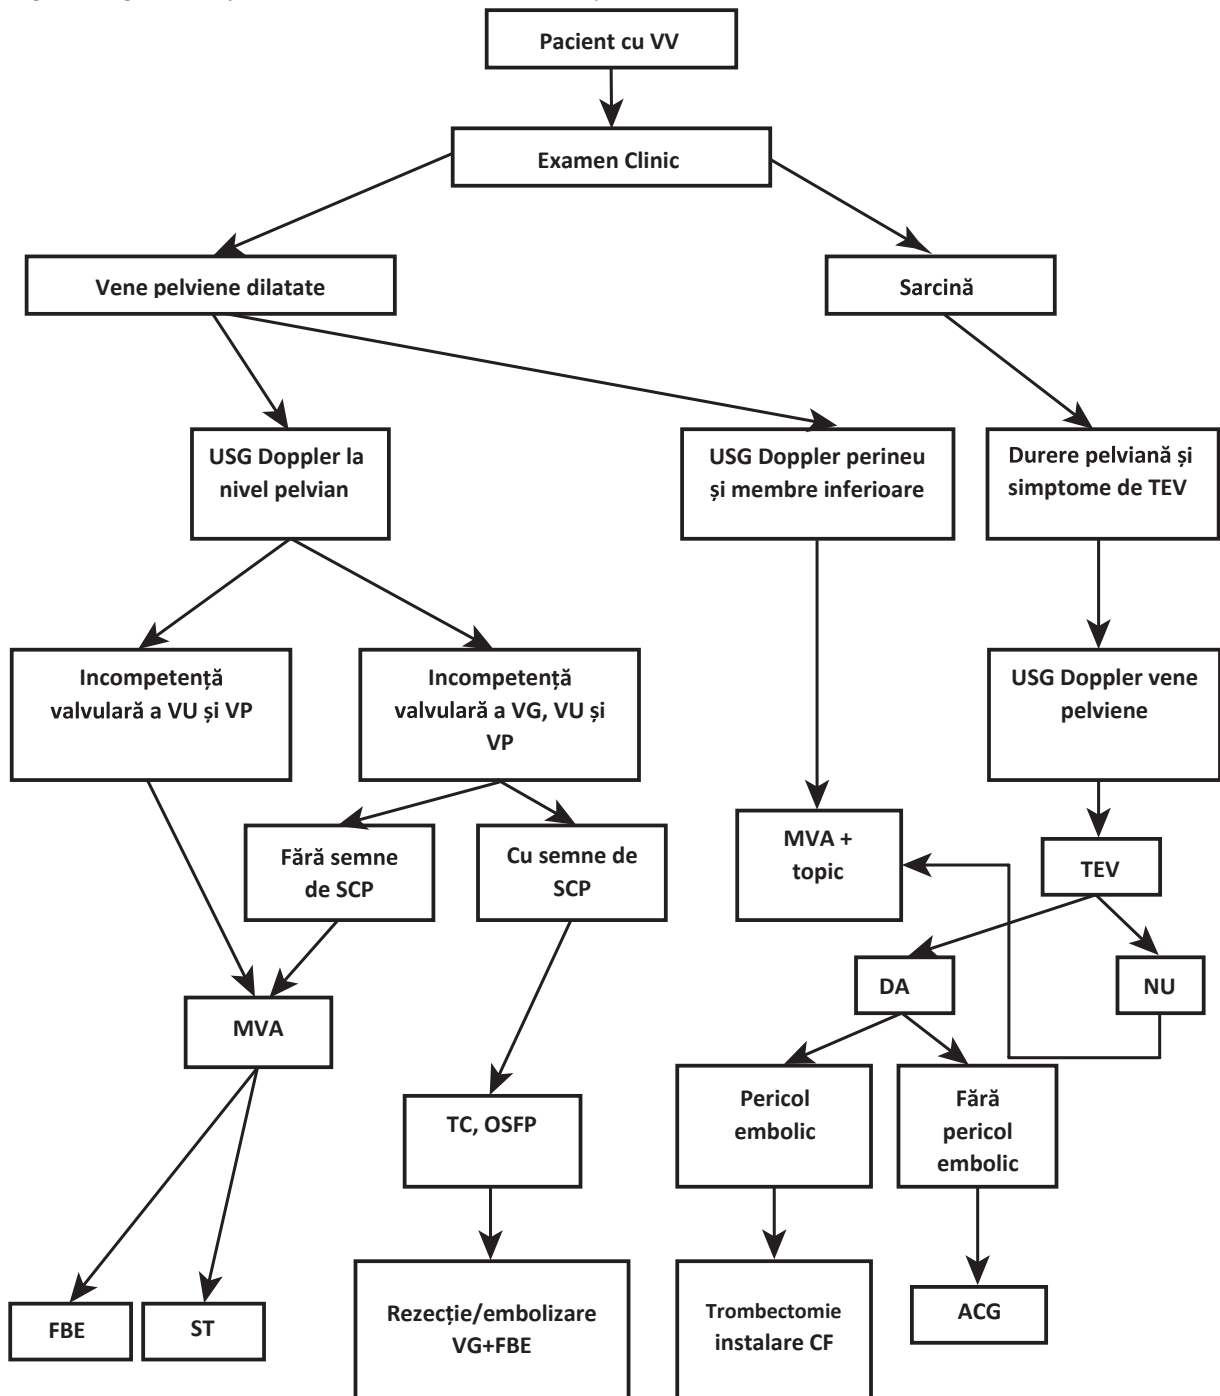 Pacient cu VV
Examen Clinic
Vene pelviene dilatate
Sarcină
USG Doppler la
nivel pelvian
USG Doppler perineu
și membre inferioare
Durere pelviană și
simptome de TEV
Incompetență
valvulară a VU și VP
Incompetență
valvulară a VG, VU și
VP
USG Doppler vene
pelviene
Fără semne
de SCP
Cu semne de
SCP
MVA +
topic
TEV
DA
NU
MVA
TC, OSFP
Pericol
embolic
Fără
pericol
embolic
FBE
ST
Rezecție/embolizare
VG+FBE
Trombectomie
instalare CF
ACG